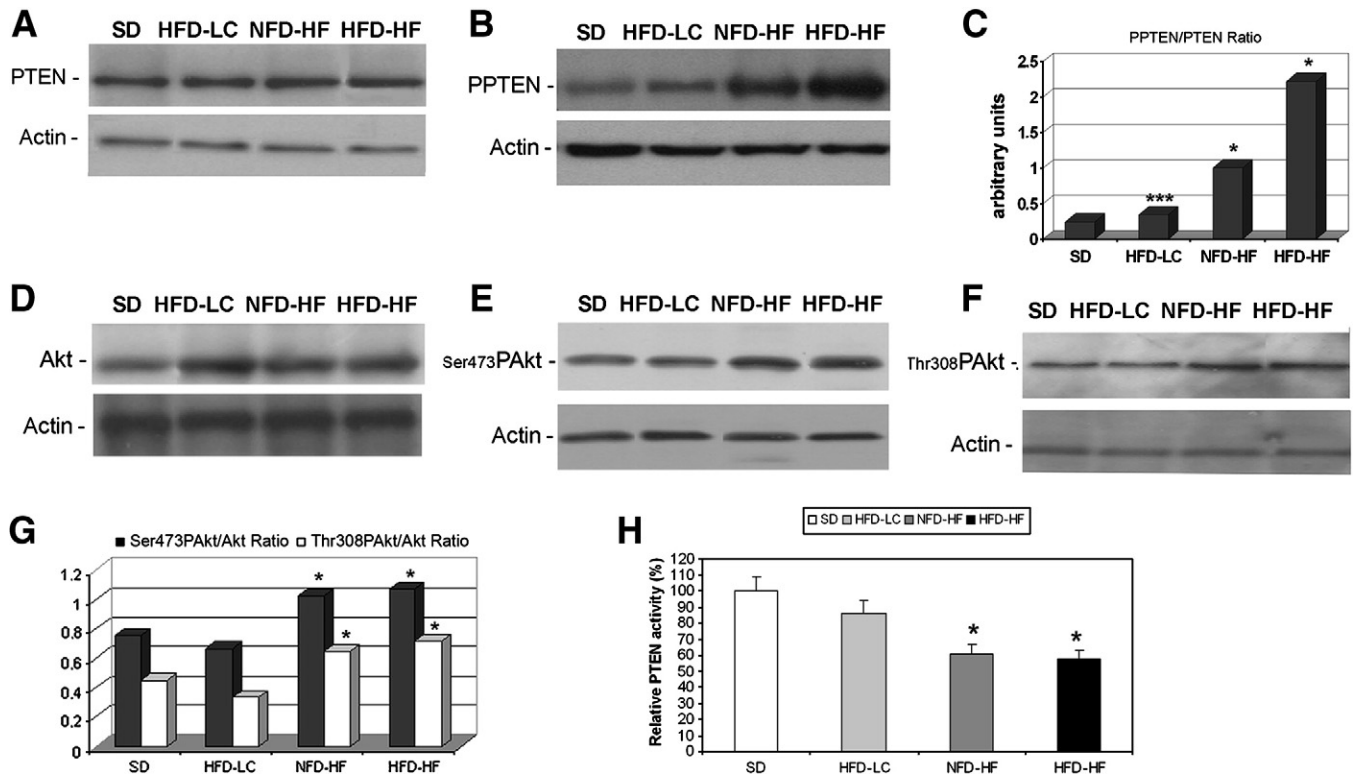 A
SD HFD-LC NFD-HF HFD-HF
PTEN -
Actin -
B
SD HFD-LC NFD-HF HFD-HF
PPTEN -
Actin -
C
PPTEN/PTEN Ratio
arbitrary units
2.5
2
1.5
1
0.5
0
*
*
***
SD HFD-LC NFD-HF HFD-HF
D
SD HFD-LC NFD-HF HFD-HF
Akt -
Actin -
E
SD HFD-LC NFD-HF HFD-HF
Ser473PAkt -
Actin -
F
SD HFD-LC NFD-HF HFD-HF
Thr308PAkt -
Actin -
G
Ser473PAkt/Akt Ratio Thr308PAkt/Akt Ratio
1.2
1
0.8
0.6
0.4
0.2
0
* *
* *
SD HFD-LC NFD-HF HFD-HF
H
SD HFD-LC NFD-HF HFD-HF
Relative PTEN activity (%)
120
110
100
90
80
70
60
50
40
30
20
10
0
* *
SD HFD-LC NFD-HF HFD-HF